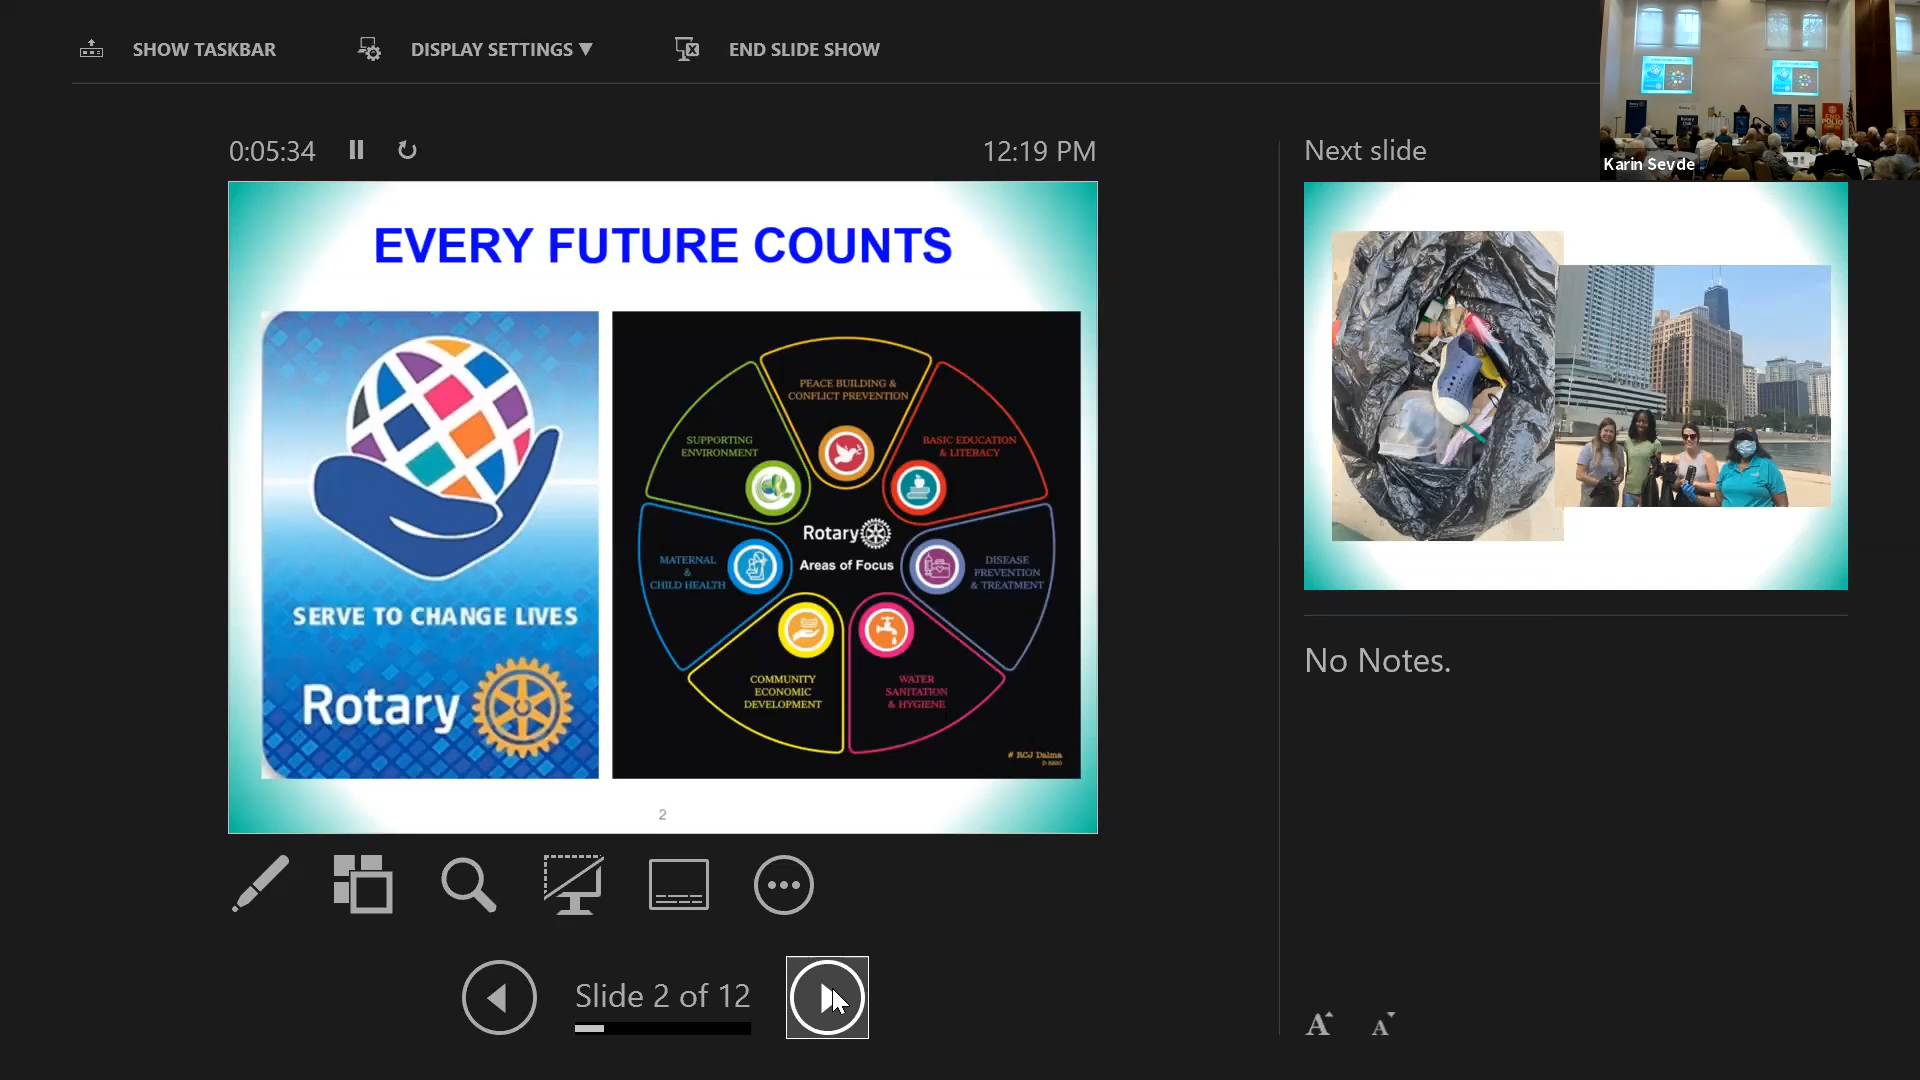 SHOW TASKBAR
DISPLAY SETTINGS ▼
END SLIDE SHOW
Karin Sevde
0:05:34
12:19 PM
Next slide
EVERY FUTURE COUNTS
SERVE TO CHANGE LIVES
Rotary
PEACE BUILDING &
CONFLICT PREVENTION
SUPPORTING
ENVIRONMENT
BASIC EDUCATION
& LITERACY
Rotary
Areas of Focus
MATERNAL
&
CHILD HEALTH
DISEASE
PREVENTION
& TREATMENT
COMMUNITY
ECONOMIC
DEVELOPMENT
WATER
SANITATION
& HYGIENE
# RCJ Dalma
2
No Notes.
Slide 2 of 12
A A